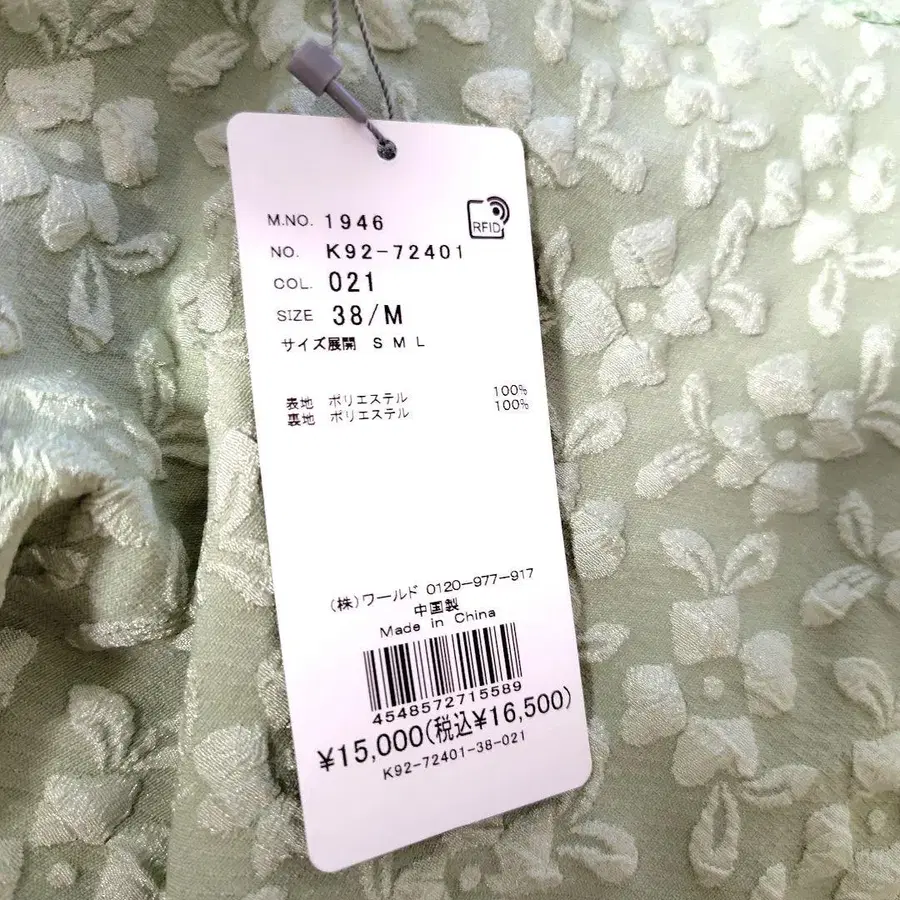 RFID
M.NO. 1946
NO. K92-72401
COL. 021
SIZE 38/M
サイズ展開 S M L
表地 ポリエステル 100%
裏地 ポリエステル 100%
(株)ワールド 0120-977-917
中国製
Made in China
4548572715589
¥15,000(税込¥16,500)
K92-72401-38-021